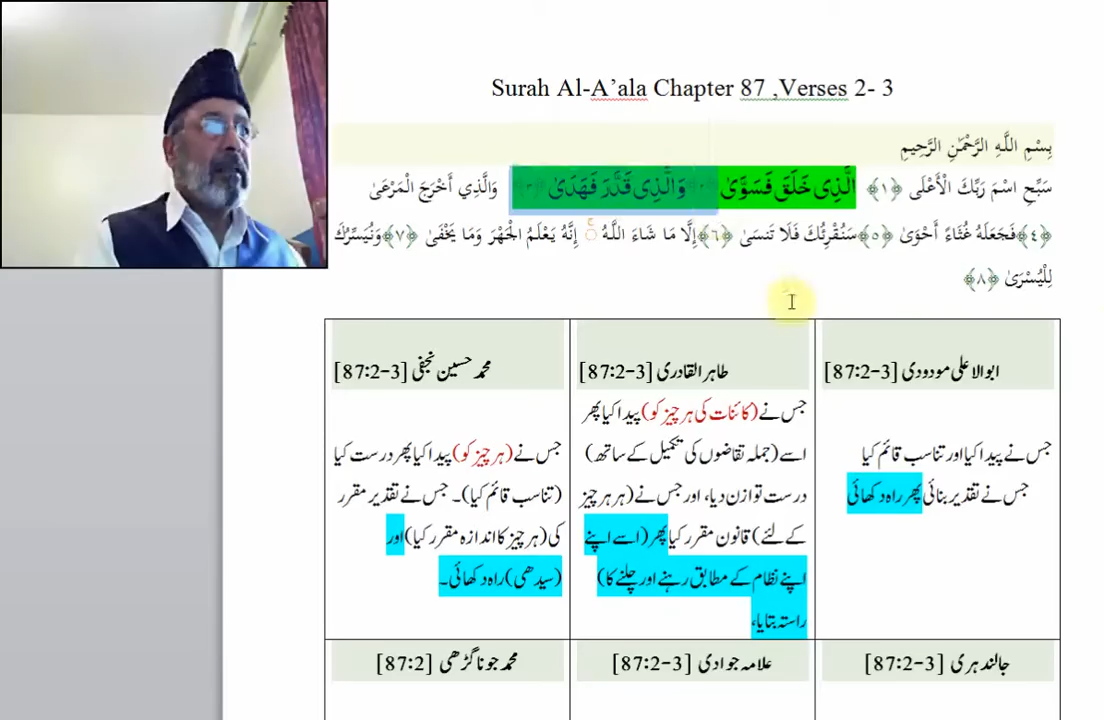 Surah Al-A’ala Chapter 87 ,Verses 2- 3
بِسْمِ اللَّهِ الرَّحْمَٰنِ الرَّحِيمِ
سَبِّحِ اسْمَ رَبِّكَ الْأَعْلَى ﴿١﴾ الَّذِي خَلَقَ فَسَوَّىٰ ﴿٢﴾ وَالَّذِي قَدَّرَ فَهَدَىٰ ﴿٣﴾ وَالَّذِي أَخْرَجَ الْمَرْعَىٰ
﴿٤﴾ فَجَعَلَهُ غُثَاءً أَحْوَىٰ ﴿٥﴾ سَنُقْرِئُكَ فَلَا تَنسَىٰ ﴿٦﴾ إِلَّا مَا شَاءَ اللَّهُ ۚ إِنَّهُ يَعْلَمُ الْجَهْرَ وَمَا يَخْفَىٰ ﴿٧﴾ وَنُيَسِّرُكَ
لِلْيُسْرَىٰ ﴿٨﴾
ابوالاعلی مودودی [87:2-3]
جس نے پیدا کیا اور تناسب قائم کیا
جس نے تقدیر بنائی پھر راہ دکھائی
طاہر القادری [87:2-3]
جس نے (کائنات کی ہر چیز کو) پیدا کیا پھر
اسے (جملہ تقاضوں کی تکمیل کے ساتھ)
درست توازن دیا، اور جس نے (ہر ہر چیز
کے لئے) قانون مقرر کیا پھر (اسے اپنے
اپنے نظام کے مطابق رہنے اور چلنے کا)
راستہ بتایا،
محمد حسین نجفی [87:2-3]
جس نے (ہر چیز کو) پیدا کیا پھر درست کیا
(تناسب قائم کیا)۔ جس نے تقدیر مقرر
کی (ہر چیز کا اندازہ مقرر کیا) اور
(سیدھی) راہ دکھائی۔
جالندہری [87:2-3]
علامہ جوادی [87:2-3]
محمد جوناگڑھی [87:2]